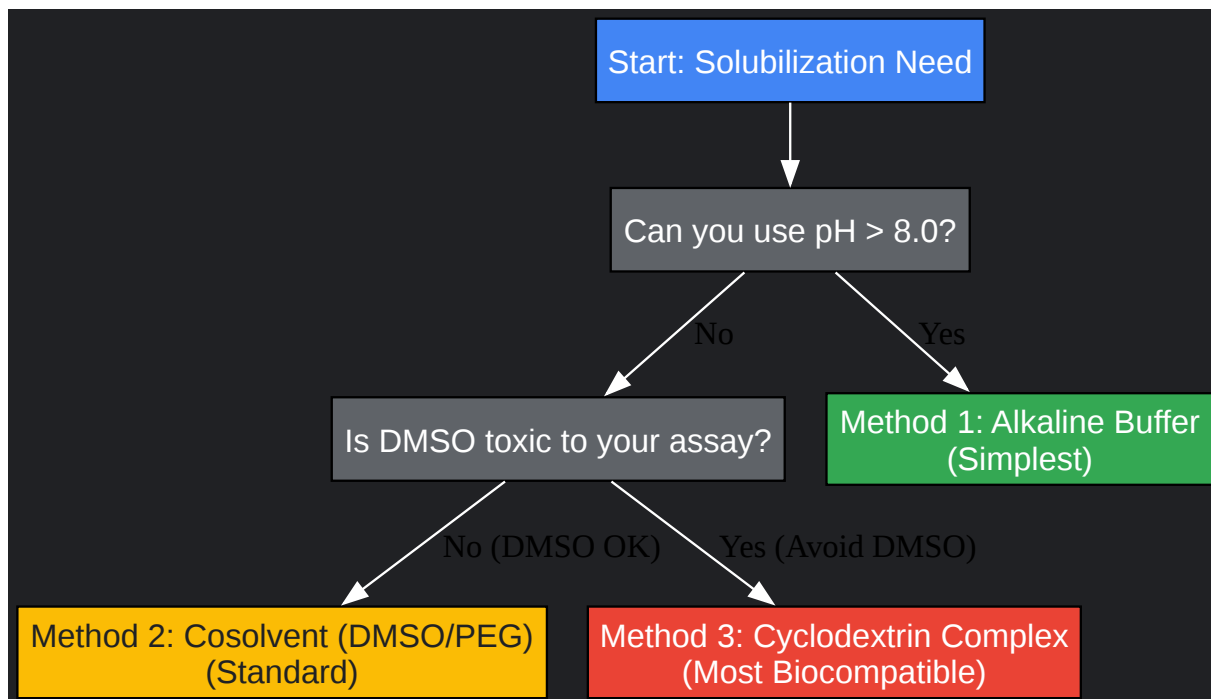 Start: Solubilization Need
Can you use pH > 8.0?
No
Yes
Is DMSO toxic to your assay?
Method 1: Alkaline Buffer
(Simplest)
No (DMSO OK)
Yes (Avoid DMSO)
Method 2: Cosolvent (DMSO/PEG)
(Standard)
Method 3: Cyclodextrin Complex
(Most Biocompatible)